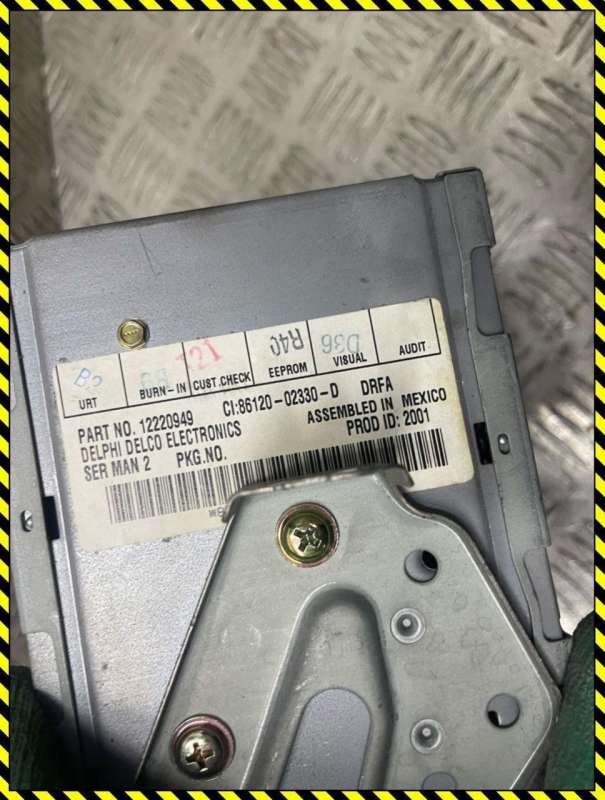 R40 D36
URT BURN-IN CUST.CHECK EEPROM VISUAL AUDIT
PART NO. 12220949 CI:86120-02330-D DRFA
DELPHI DELCO ELECTRONICS ASSEMBLED IN MEXICO
SER MAN 2 PKG.NO. PROD ID: 2001